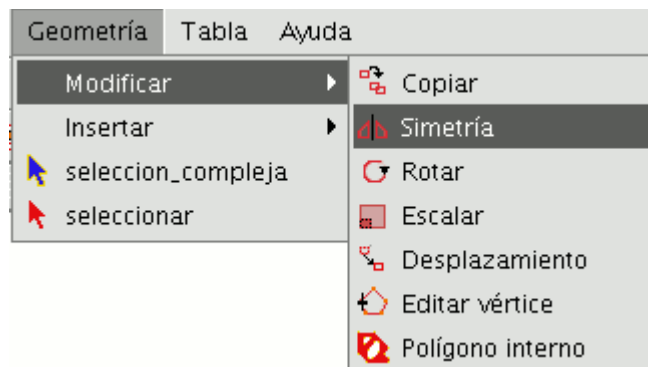 Geometría Tabla Ayuda
Modificar
Insertar
seleccion_compleja
seleccionar
Copiar
Simetría
Rotar
Escalar
Desplazamiento
Editar vértice
Polígono interno